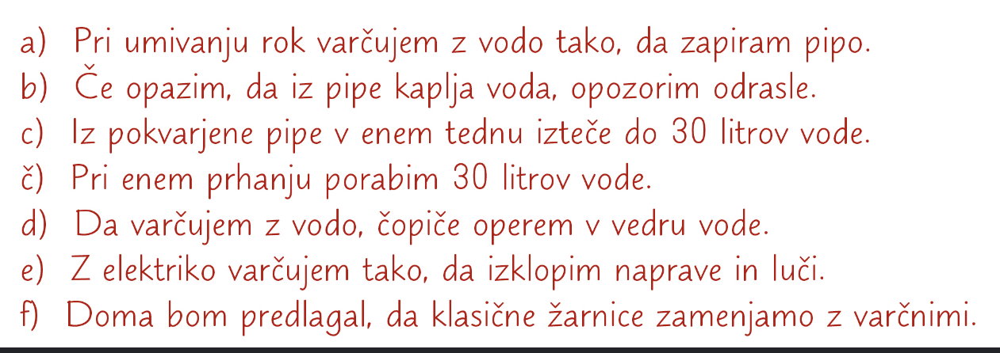 a) Pri umivanju rok varčujem z vodo tako, da zapiram pipo.
b) Če opazim, da iz pipe kaplja voda, opozorim odrasle.
c) Iz pokvarjene pipe v enem tednu izteče do 30 litrov vode.
č) Pri enem prhanju porabim 30 litrov vode.
d) Da varčujem z vodo, čopiče operem v vedru vode.
e) Z elektriko varčujem tako, da izklopim naprave in luči.
f) Doma bom predlagal, da klasične žarnice zamenjamo z varčnimi.